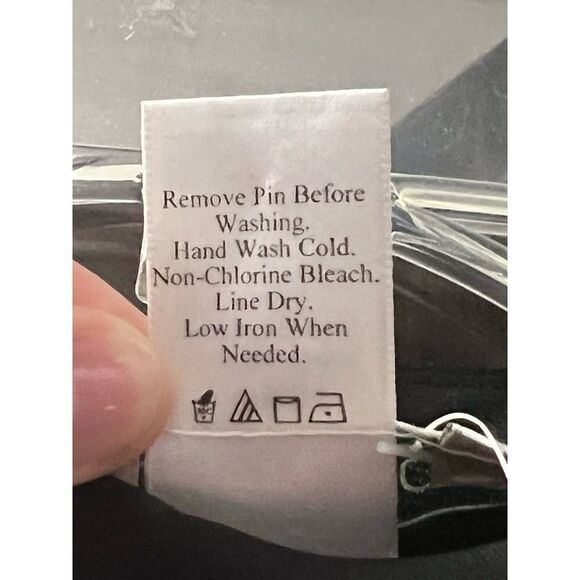 Remove Pin Before
Washing.
Hand Wash Cold.
Non-Chlorine Bleach.
Line Dry.
Low Iron When
Needed.